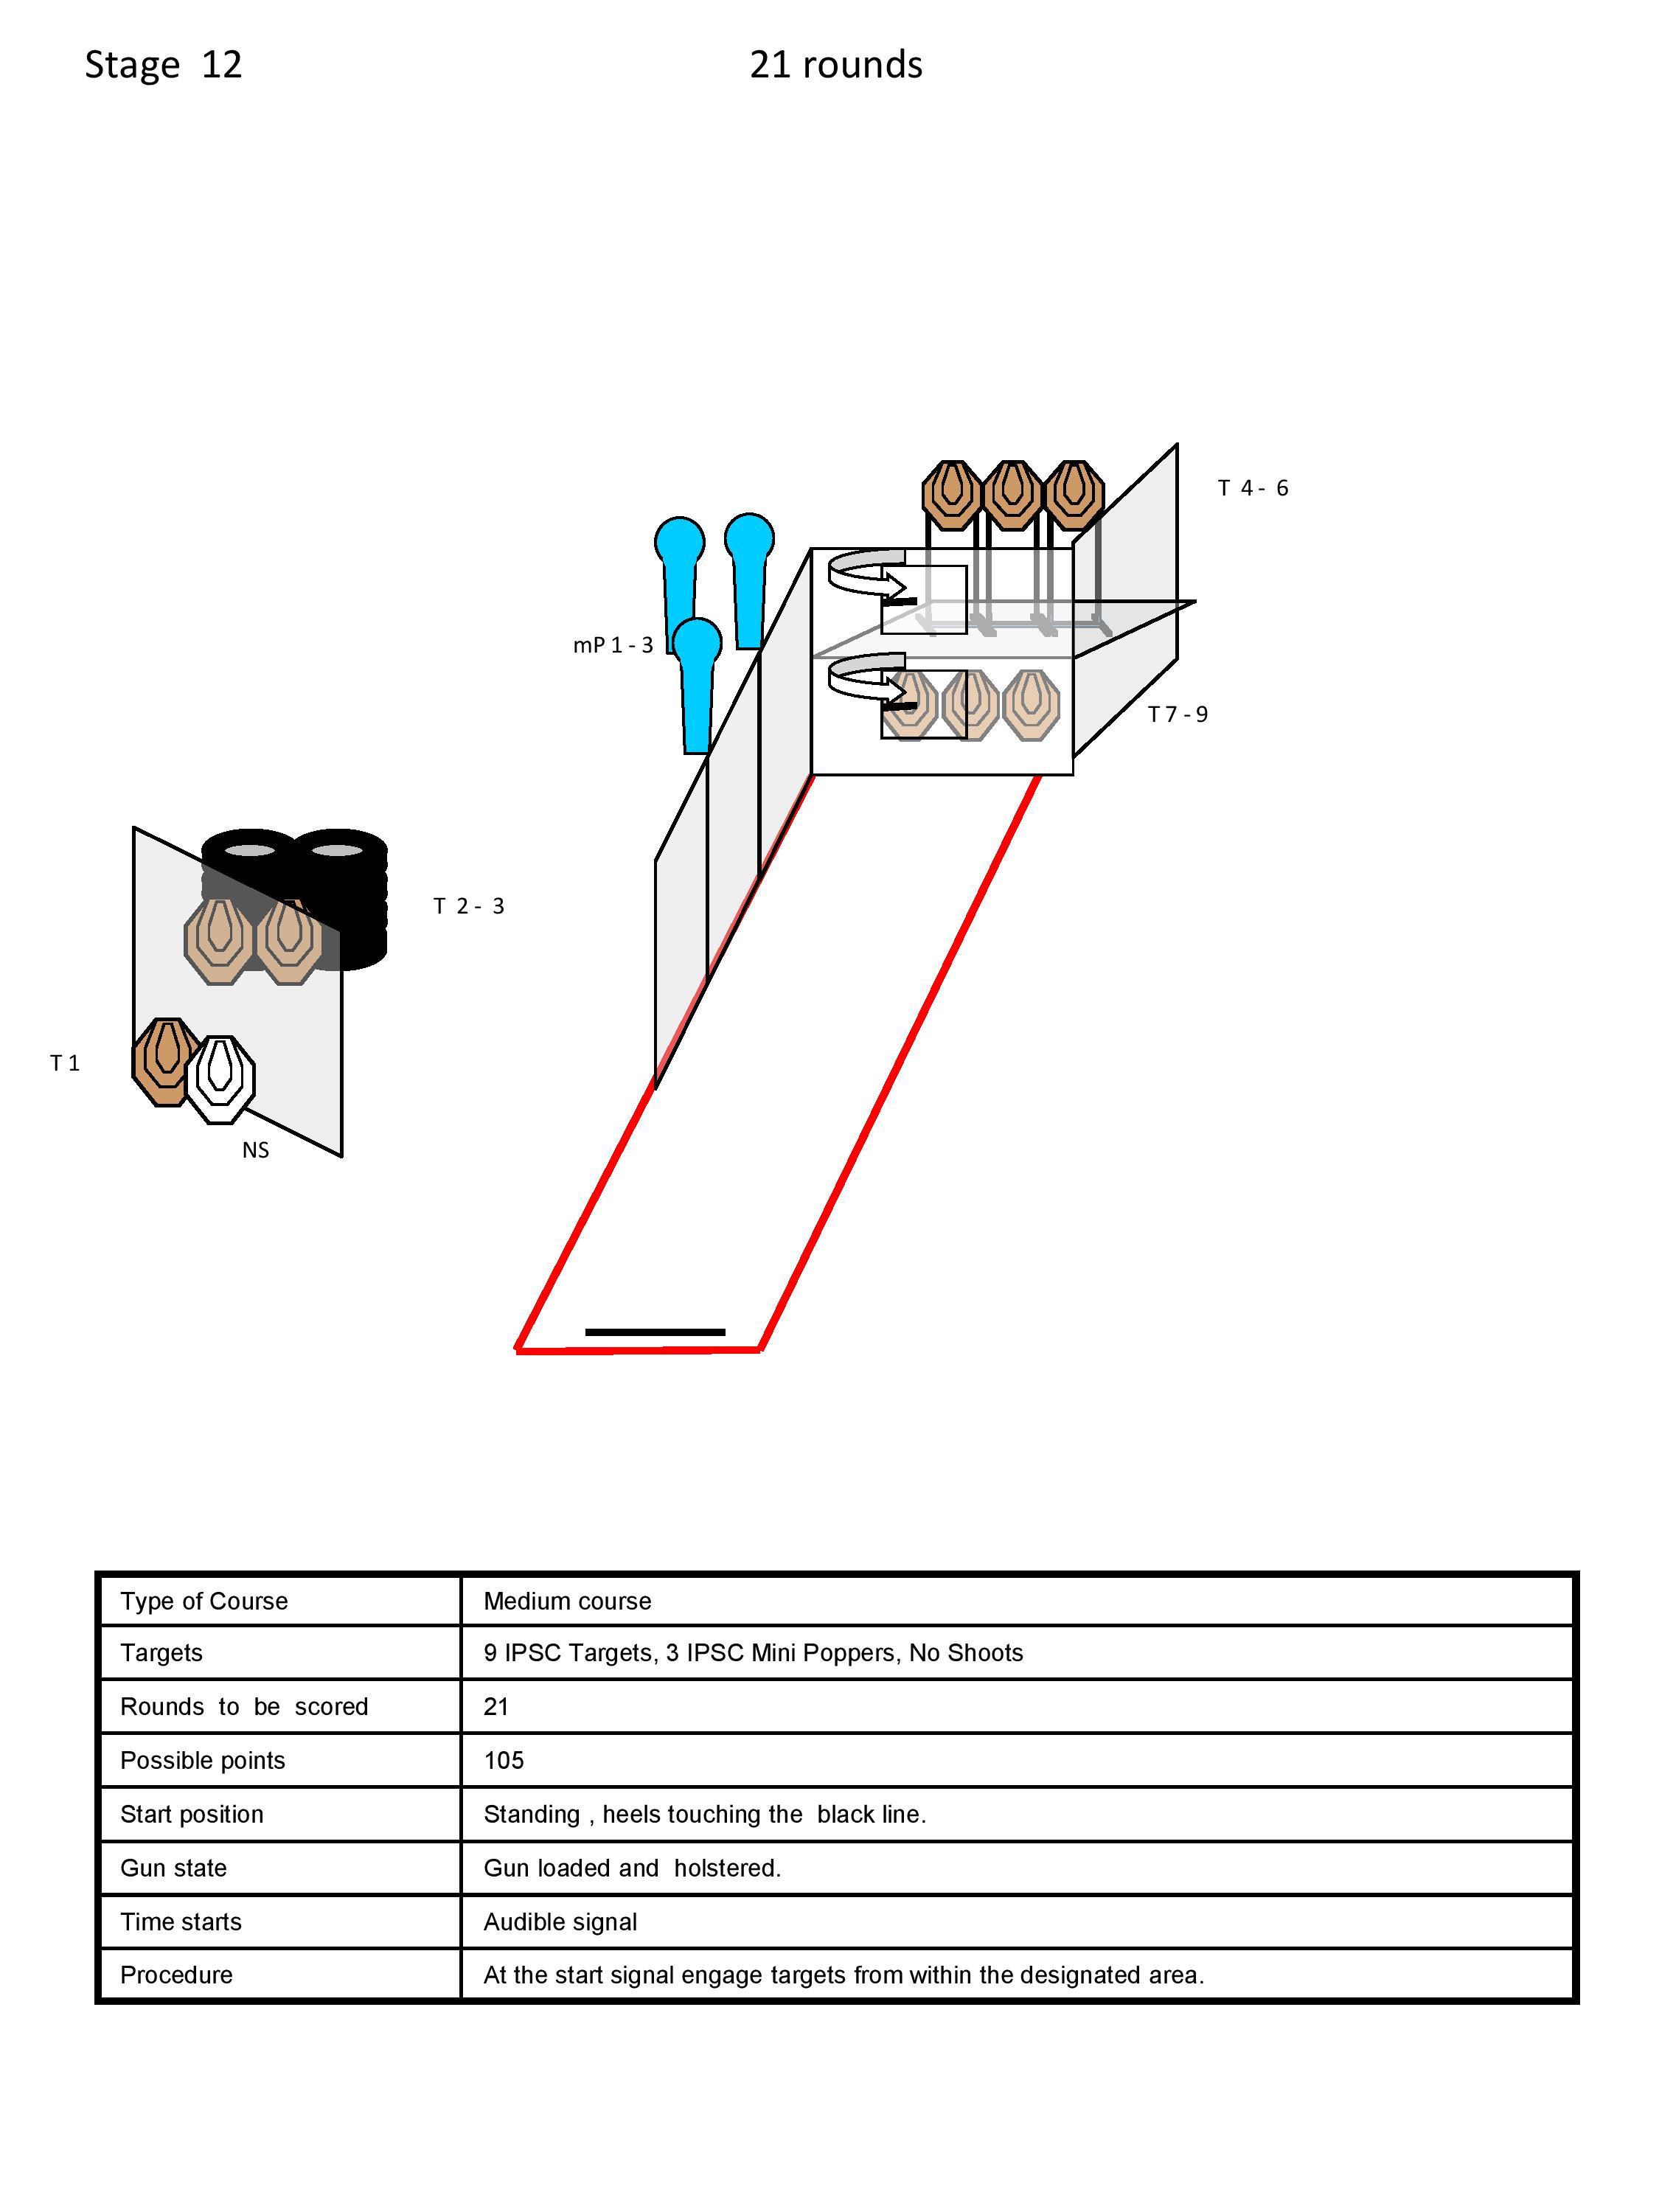 Stage 12 21 rounds
T 4 - 6
mP 1 - 3
T 7 - 9
T 2 - 3
T 1
NS
Type of Course Medium course
Targets 9 IPSC Targets, 3 IPSC Mini Poppers, No Shoots
Rounds to be scored 21
Possible points 105
Start position Standing , heels touching the black line.
Gun state Gun loaded and holstered.
Time starts Audible signal
Procedure At the start signal engage targets from within the designated area.